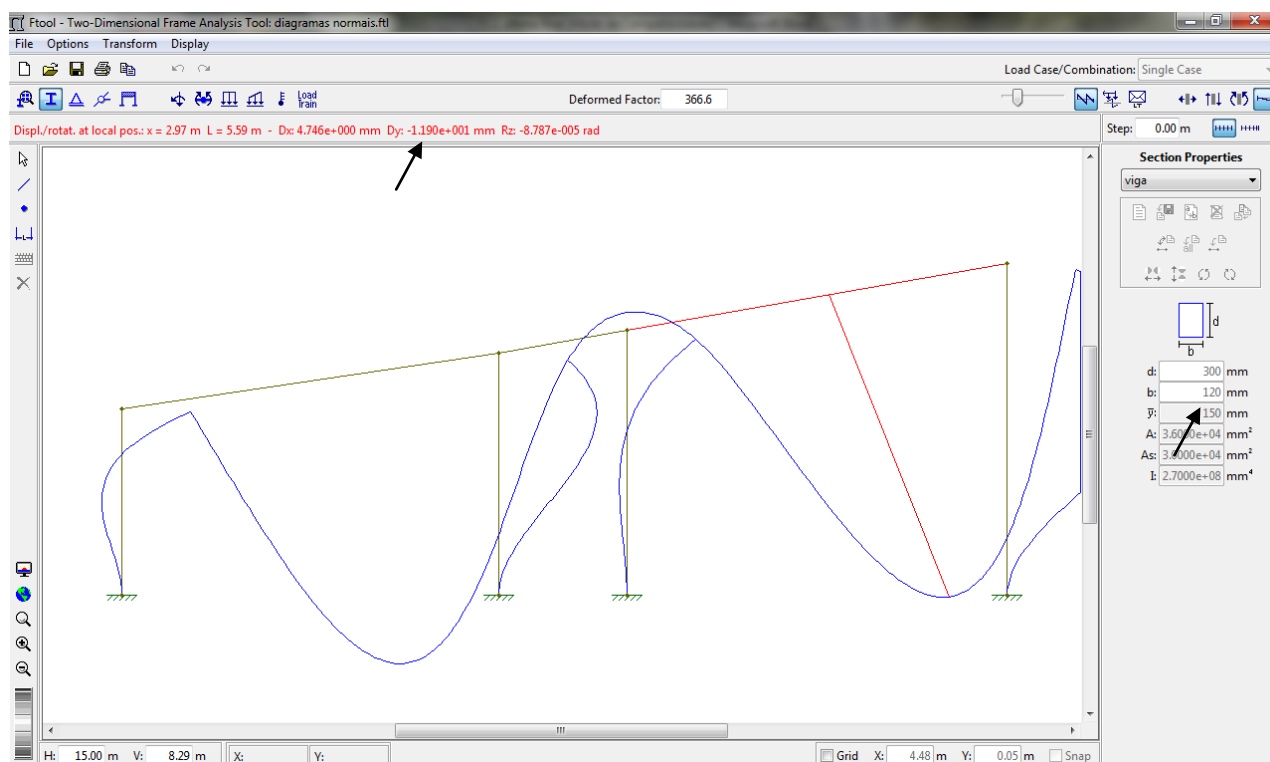 Ftool - Two-Dimensional Frame Analysis Tool: diagramas normais.ftl
File Options Transform Display
Load Case/Combination: Single Case
Load Train
Deformed Factor: 366.6
Displ./rotat. at local pos.: x = 2.97 m L = 5.59 m - Dx: 4.746e+000 mm Dy: -1.190e+001 mm Rz: -8.787e-005 rad
Step: 0.00 m
Section Properties
viga
all
d
b
d: 300 mm
b: 120 mm
y̅: 150 mm
A: 3.6000e+04 mm²
As: 3.0000e+04 mm²
I: 2.7000e+08 mm⁴
H: 15.00 m V: 8.29 m X: Y: Grid X: 4.48 m Y: 0.05 m Snap